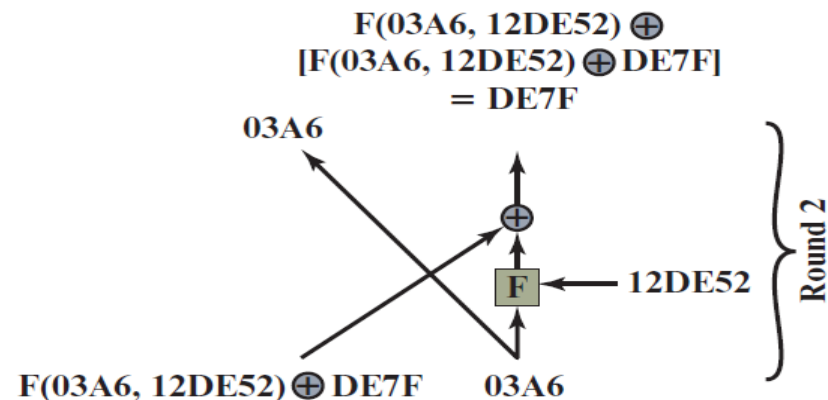 F(03A6, 12DE52) ⊕
[F(03A6, 12DE52) ⊕ DE7F]
= DE7F
03A6
⊕
F
12DE52
Round 2
F(03A6, 12DE52) ⊕ DE7F
03A6